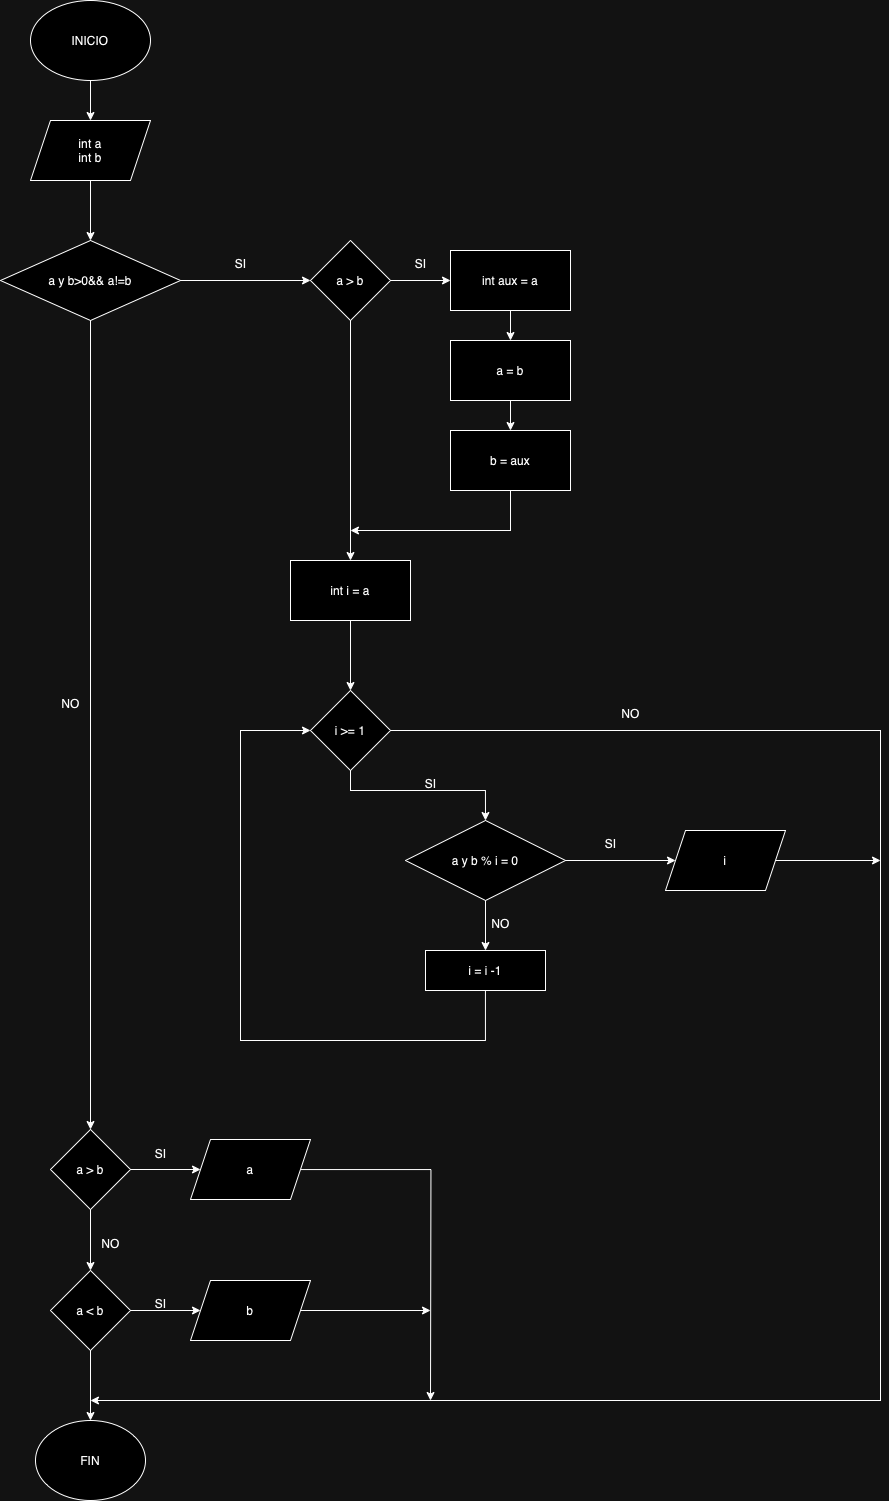 INICIO
int a
int b
a y b>0&& a!=b
SI
a > b
SI
int aux = a
a = b
b = aux
int i = a
NO
i >= 1
NO
SI
a y b % i = 0
SI
i
NO
i = i -1
a > b
SI
a
NO
a < b
SI
b
FIN